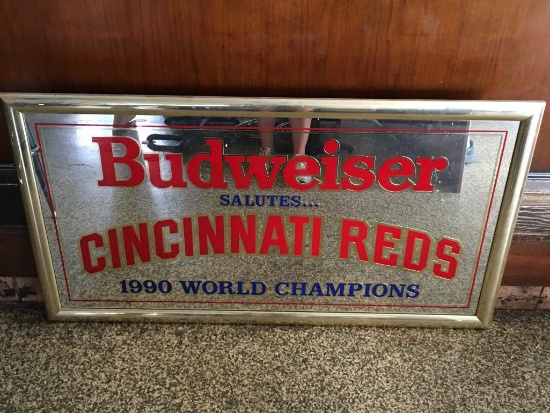 Budweiser
SALUTES...
CINCINNATI REDS
1990 WORLD CHAMPIONS